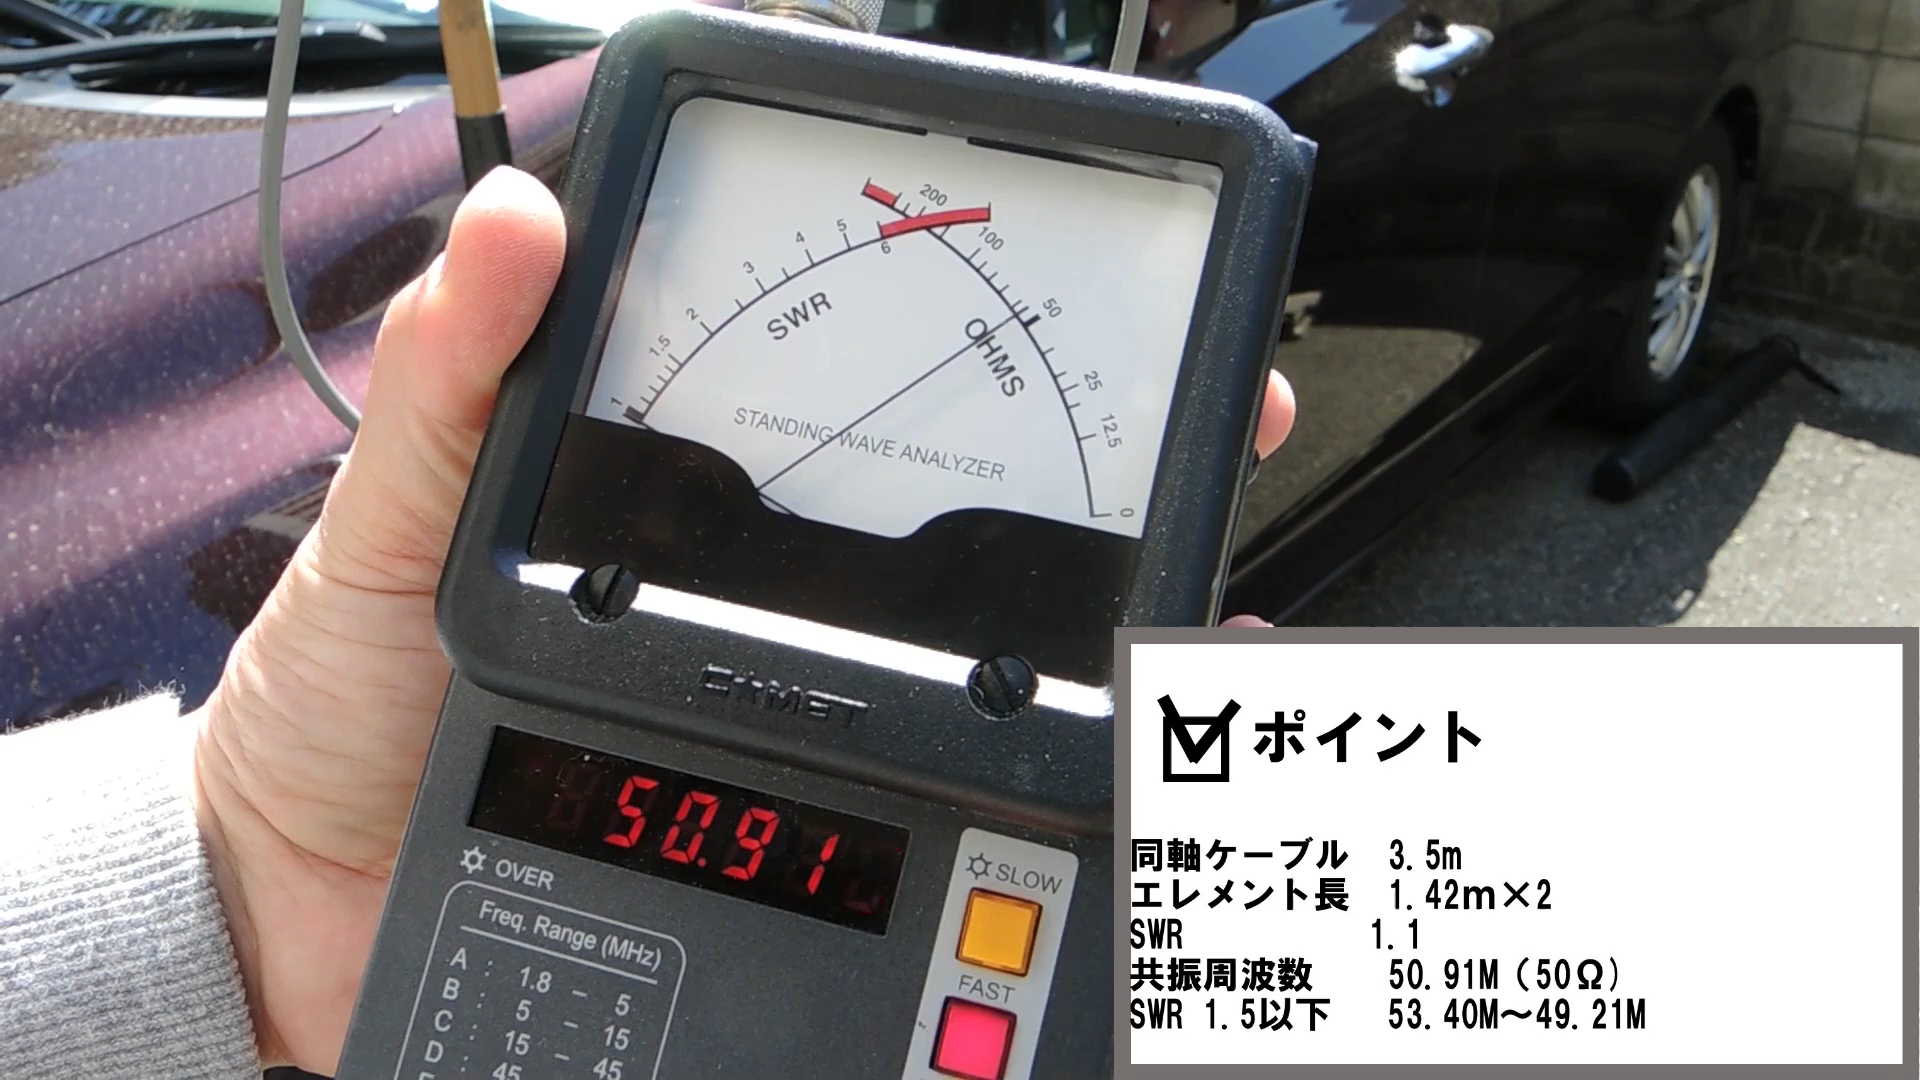 200
100
50
25
12.5
0
6
5
4
3
2
1.5
1
SWR
OHMS
STANDING WAVE ANALYZER
COMET
50.91
OVER
Freq. Range (MHz)
A : 1.8 – 5
B : 5 – 15
C : 15 – 45
D : 45
SLOW
FAST
ポイント
同軸ケーブル 3.5m
エレメント長 1.42m×2
SWR 1.1
共振周波数 50.91M（50Ω）
SWR 1.5以下 53.40M～49.21M